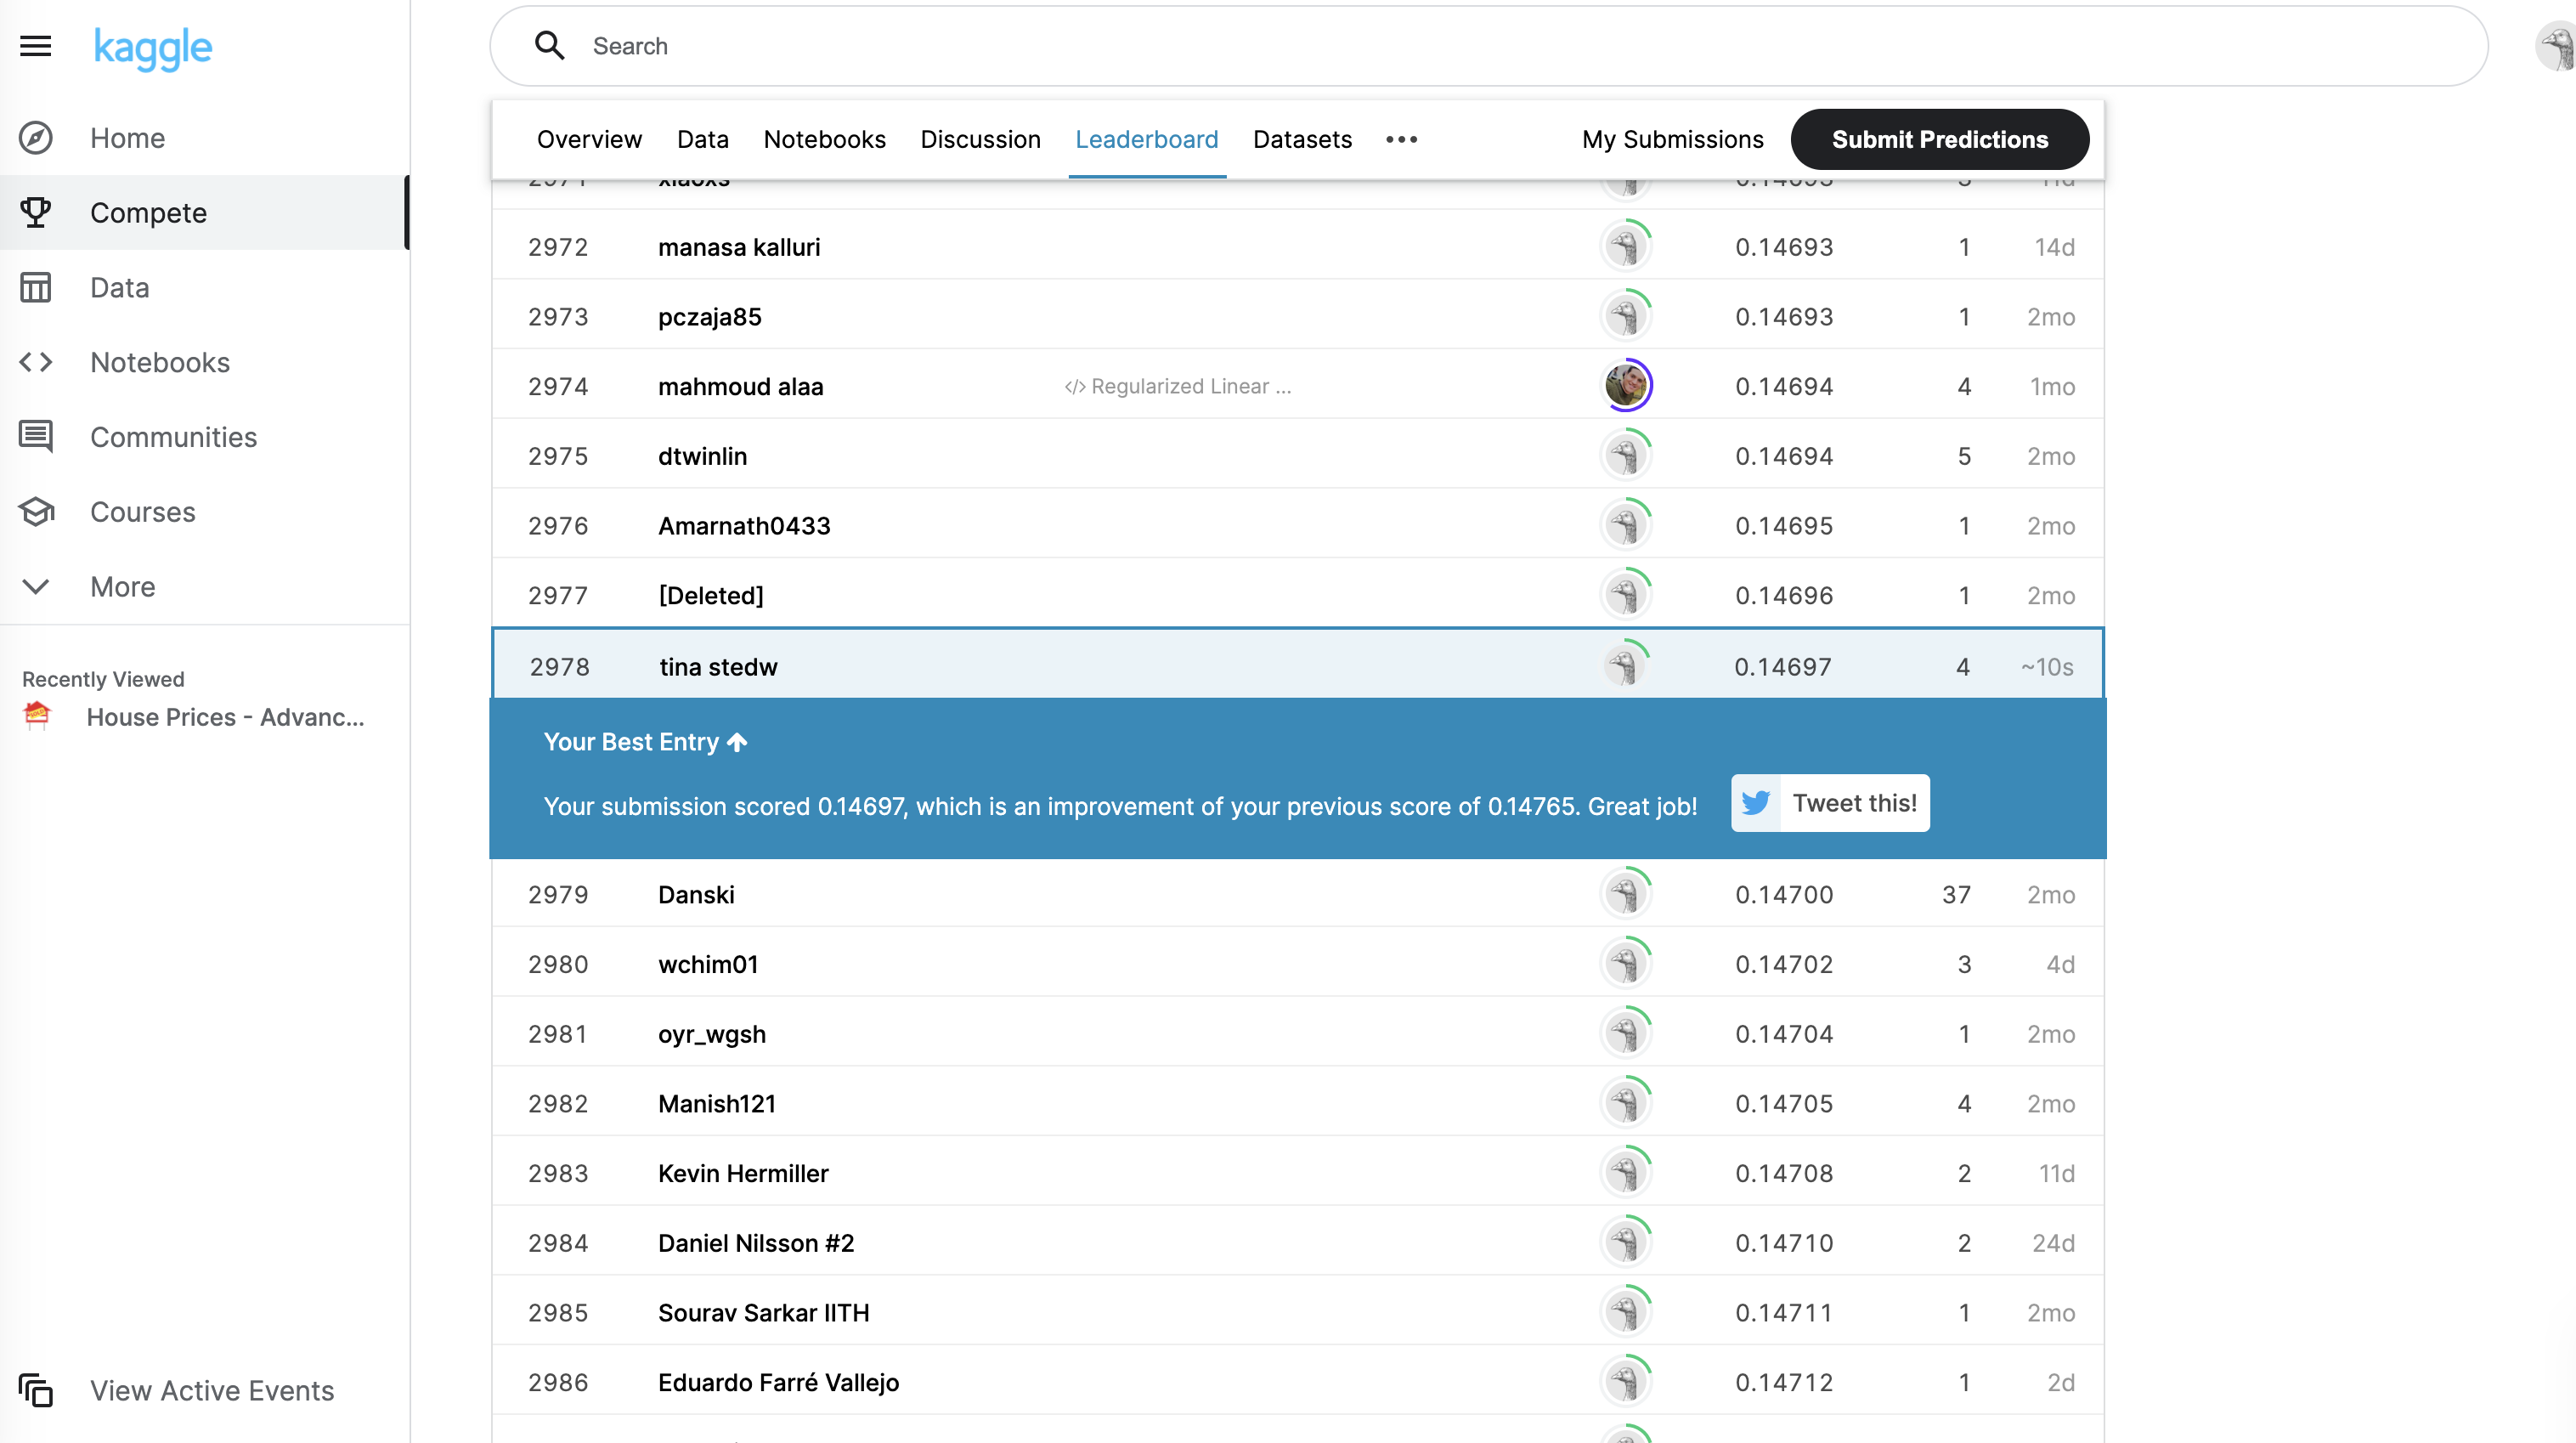 kaggle
Search
Home
Compete
Data
Notebooks
Communities
Courses
More
Recently Viewed
House Prices - Advanc...
View Active Events
Overview Data Notebooks Discussion Leaderboard Datasets ••• My Submissions Submit Predictions
2971 xiaoxs 0.14693 3 11d
2972 manasa kalluri 0.14693 1 14d
2973 pczaja85 0.14693 1 2mo
2974 mahmoud alaa </> Regularized Linear ... 0.14694 4 1mo
2975 dtwinlin 0.14694 5 2mo
2976 Amarnath0433 0.14695 1 2mo
2977 [Deleted] 0.14696 1 2mo
2978 tina stedw 0.14697 4 ~10s
Your Best Entry
Your submission scored 0.14697, which is an improvement of your previous score of 0.14765. Great job! Tweet this!
2979 Danski 0.14700 37 2mo
2980 wchim01 0.14702 3 4d
2981 oyr_wgsh 0.14704 1 2mo
2982 Manish121 0.14705 4 2mo
2983 Kevin Hermiller 0.14708 2 11d
2984 Daniel Nilsson #2 0.14710 2 24d
2985 Sourav Sarkar IITH 0.14711 1 2mo
2986 Eduardo Farré Vallejo 0.14712 1 2d